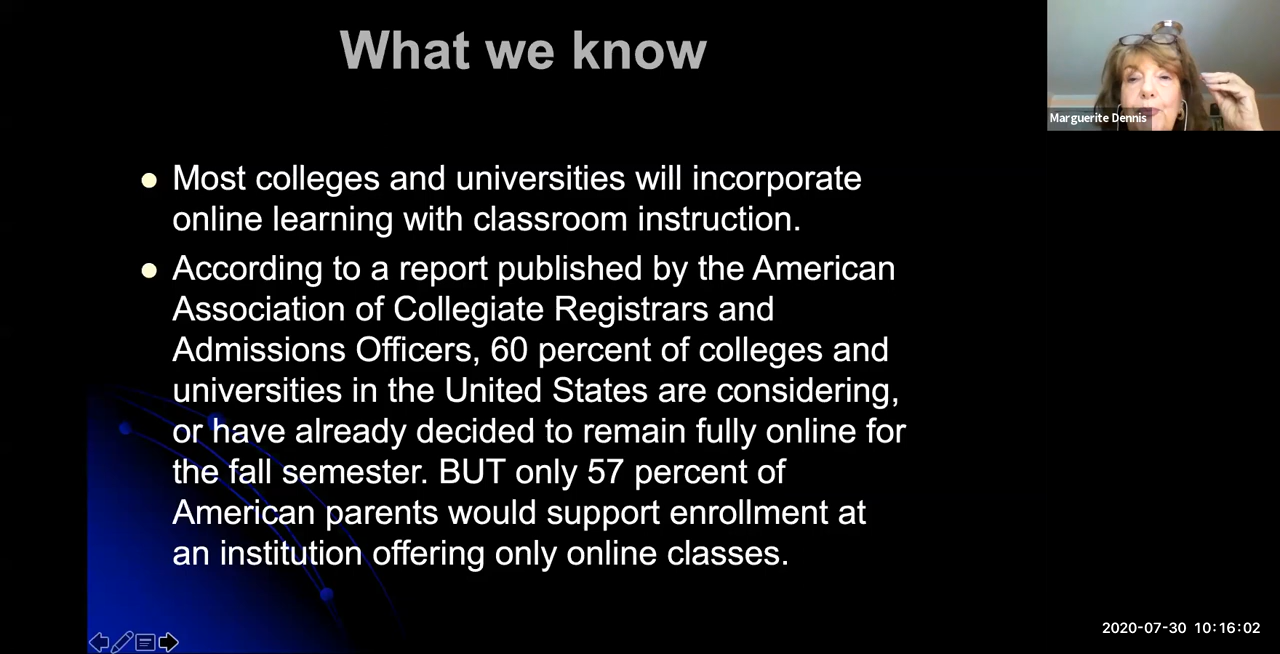 What we know
Marguerite Dennis
Most colleges and universities will incorporate
online learning with classroom instruction.
According to a report published by the American
Association of Collegiate Registrars and
Admissions Officers, 60 percent of colleges and
universities in the United States are considering,
or have already decided to remain fully online for
the fall semester. BUT only 57 percent of
American parents would support enrollment at
an institution offering only online classes.
2020-07-30 10:16:02